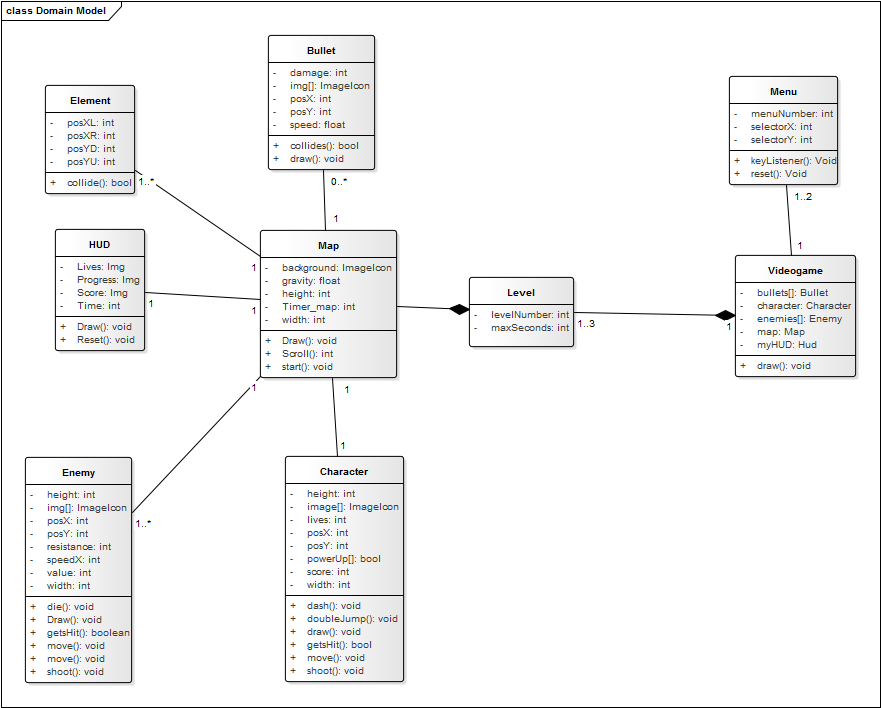 class Domain Model
Bullet
- damage: int
- img[]: ImageIcon
- posX: int
- posY: int
- speed: float
+ collides(): bool
+ draw(): void
Element
- posXL: int
- posXR: int
- posYD: int
- posYU: int
+ collide(): bool
Menu
- menuNumber: int
- selectorX: int
- selectorY: int
+ keyListener(): Void
+ reset(): Void
1..*
0..*
1
1..2
1
HUD
- Lives: Img
- Progress: Img
- Score: Img
- Time: int
+ Draw(): void
+ Reset(): void
1
1
1
Map
- background: ImageIcon
- gravity: float
- height: int
- Timer_map: int
- width: int
+ Draw(): void
+ Scroll(): int
+ start(): void
Level
- levelNumber: int
- maxSeconds: int
1..3
1
Videogame
- bullets[]: Bullet
- character: Character
- enemies[]: Enemy
- map: Map
- myHUD: Hud
+ draw(): void
1
1
1
1..*
Enemy
- height: int
- img[]: ImageIcon
- posX: int
- posY: int
- resistance: int
- speedX: int
- value: int
- width: int
+ die(): void
+ Draw(): void
+ getsHit(): boolean
+ move(): void
+ move(): void
+ shoot(): void
Character
- height: int
- image[]: ImageIcon
- lives: int
- posX: int
- posY: int
- powerUp[]: bool
- score: int
- width: int
+ dash(): void
+ doubleJump(): void
+ draw(): void
+ getsHit(): bool
+ move(): void
+ shoot(): void